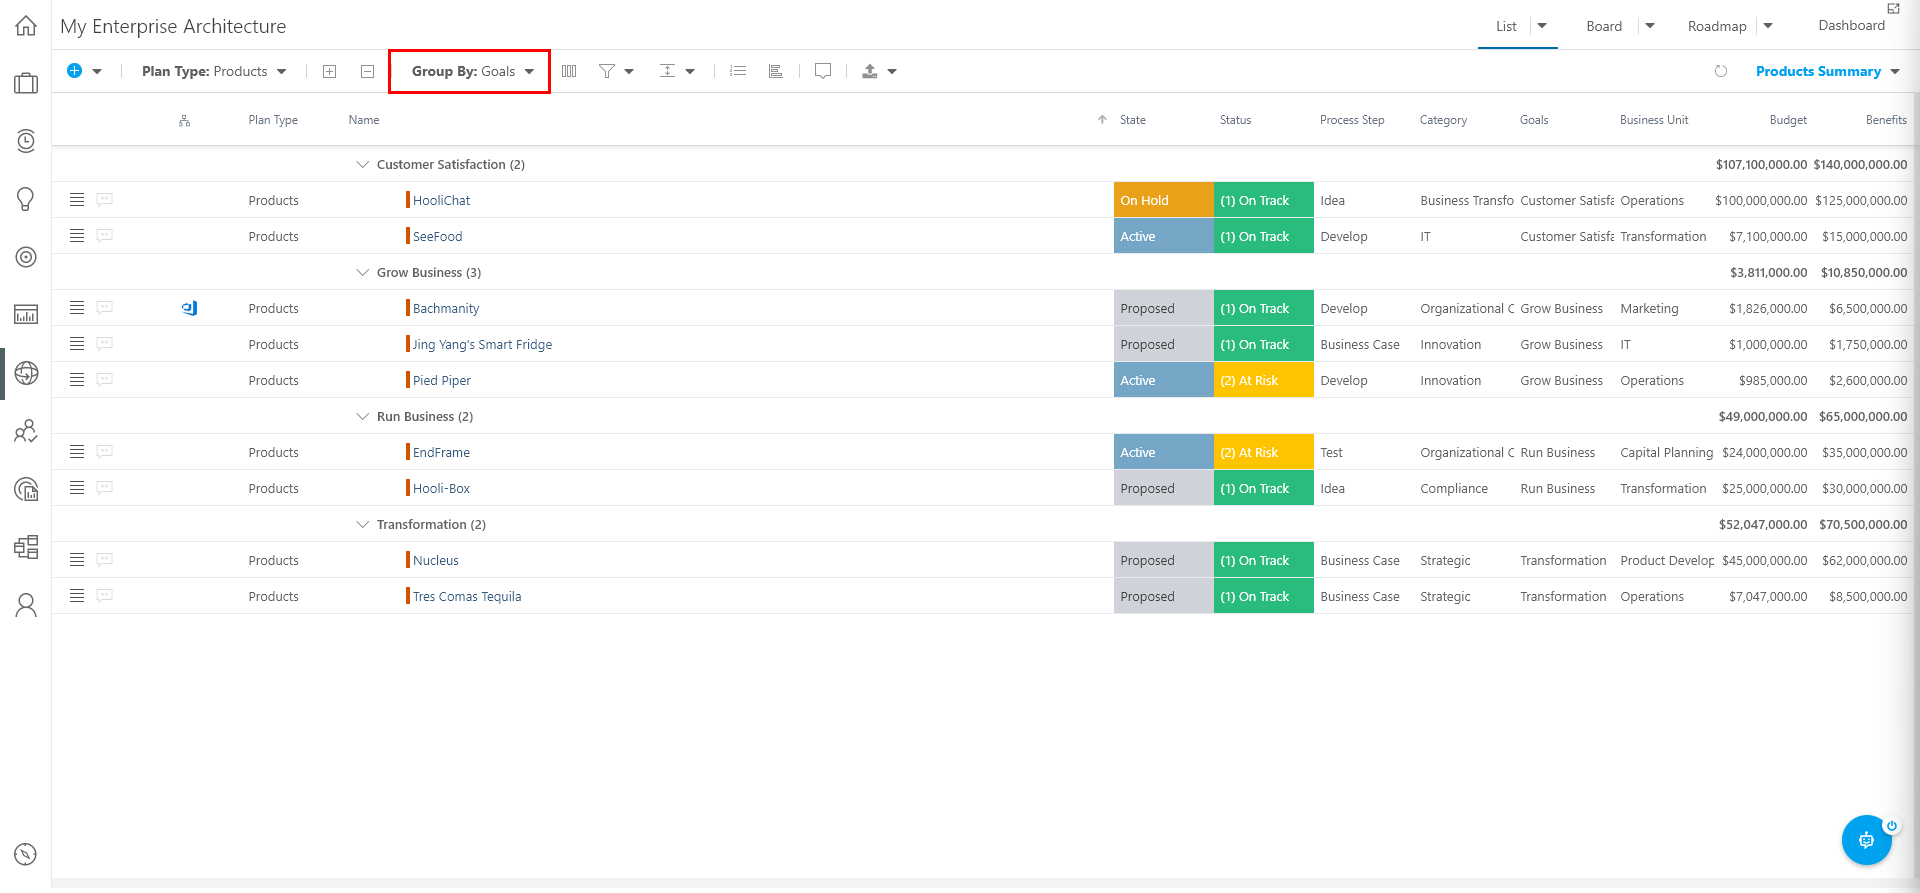 My Enterprise Architecture
List Board Roadmap Dashboard
Plan Type: Products Group By: Goals Products Summary
Plan Type Name State Status Process Step Category Goals Business Unit Budget Benefits
Customer Satisfaction (2) $107,100,000.00 $140,000,000.00
Products HooliChat On Hold (1) On Track Idea Business Transfo Customer Satisfa Operations $100,000,000.00 $125,000,000.00
Products SeeFood Active (1) On Track Develop IT Customer Satisfa Transformation $7,100,000.00 $15,000,000.00
Grow Business (3) $3,811,000.00 $10,850,000.00
Products Bachmanity Proposed (1) On Track Develop Organizational C Grow Business Marketing $1,826,000.00 $6,500,000.00
Products Jing Yang's Smart Fridge Proposed (1) On Track Business Case Innovation Grow Business IT $1,000,000.00 $1,750,000.00
Products Pied Piper Active (2) At Risk Develop Innovation Grow Business Operations $985,000.00 $2,600,000.00
Run Business (2) $49,000,000.00 $65,000,000.00
Products EndFrame Active (2) At Risk Test Organizational C Run Business Capital Planning $24,000,000.00 $35,000,000.00
Products Hooli-Box Proposed (1) On Track Idea Compliance Run Business Transformation $25,000,000.00 $30,000,000.00
Transformation (2) $52,047,000.00 $70,500,000.00
Products Nucleus Proposed (1) On Track Business Case Strategic Transformation Product Develop $45,000,000.00 $62,000,000.00
Products Tres Comas Tequila Proposed (1) On Track Business Case Strategic Transformation Operations $7,047,000.00 $8,500,000.00